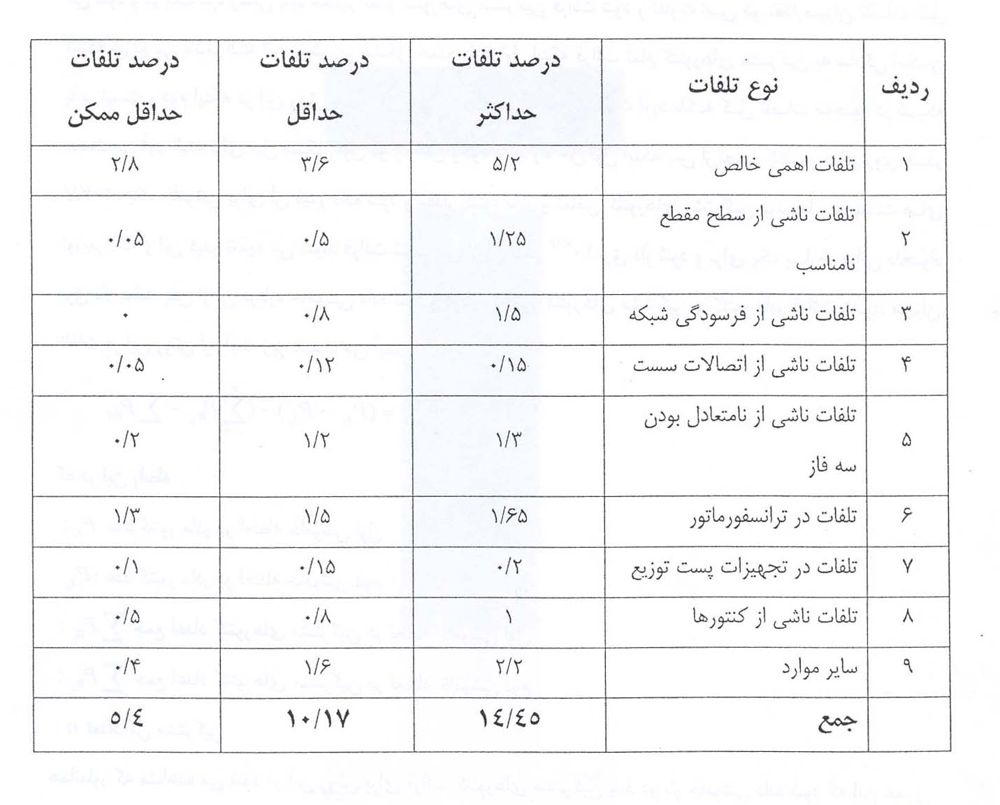 ردیف نوع تلفات درصد تلفات حداکثر درصد تلفات حداقل درصد تلفات حداقل ممکن
۱ تلفات اهمی خالص ۵/۲ ۳/۶ ۲/۸
۲ تلفات ناشی از سطح مقطع نامناسب ۱/۲۵ ۰/۵ ۰/۰۵
۳ تلفات ناشی از فرسودگی شبکه ۱/۵ ۰/۸ ۰
۴ تلفات ناشی از اتصالات سست ۰/۱۵ ۰/۱۲ ۰/۰۵
۵ تلفات ناشی از نامتعادل بودن سه فاز ۱/۳ ۱/۲ ۰/۲
۶ تلفات در ترانسفورماتور ۱/۶۵ ۱/۵ ۱/۳
۷ تلفات در تجهیزات پست توزیع ۰/۲ ۰/۱۵ ۰/۱
۸ تلفات ناشی از کنتورها ۱ ۰/۸ ۰/۵
۹ سایر موارد ۲/۲ ۱/۶ ۰/۴
جمع ۱۴/٤٥ ۱۰/۱۷ ٥/٤